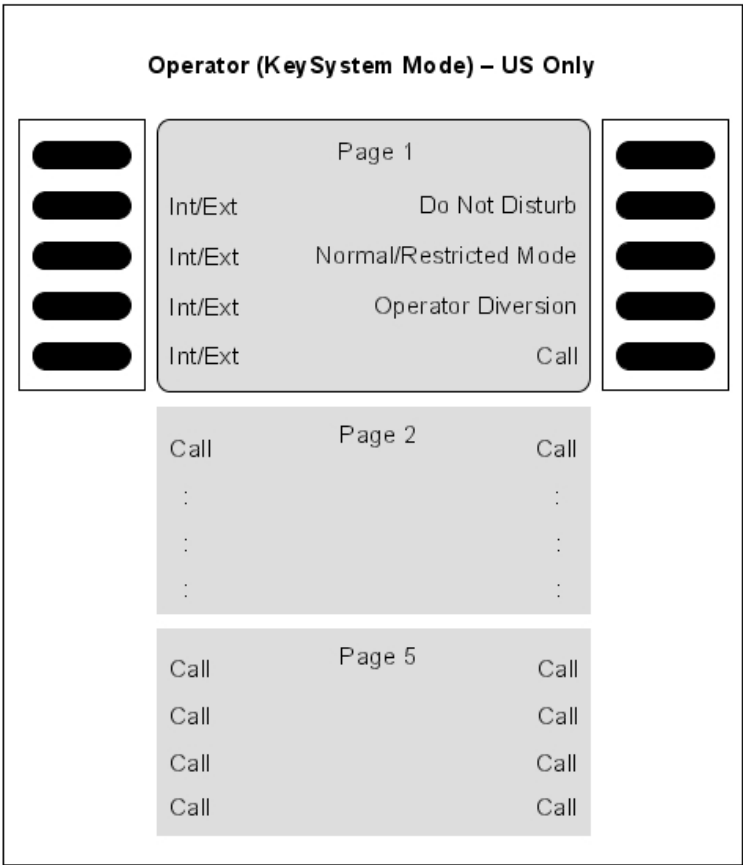 Operator (KeySystem Mode) – US Only
Page 1
Int/Ext Do Not Disturb
Int/Ext Normal/Restricted Mode
Int/Ext Operator Diversion
Int/Ext Call
Page 2
Call Call
: :
: :
: :
Page 5
Call Call
Call Call
Call Call
Call Call